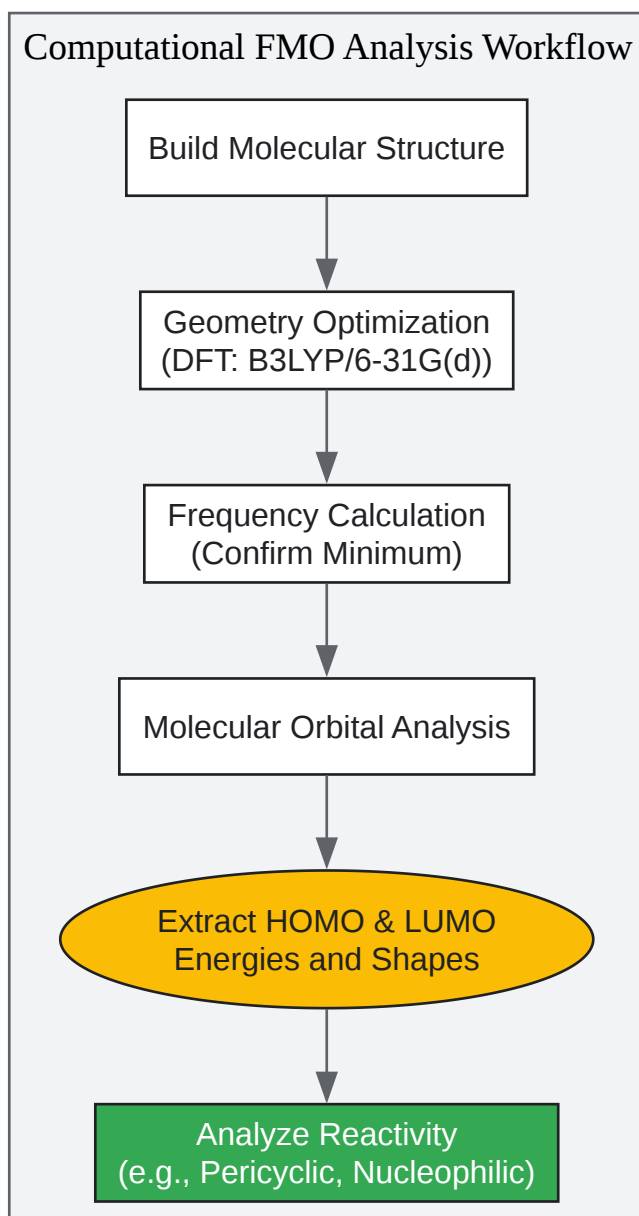 Computational FMO Analysis Workflow
Build Molecular Structure
Geometry Optimization
(DFT: B3LYP/6-31G(d))
Frequency Calculation
(Confirm Minimum)
Molecular Orbital Analysis
Extract HOMO & LUMO
Energies and Shapes
Analyze Reactivity
(e.g., Pericyclic, Nucleophilic)